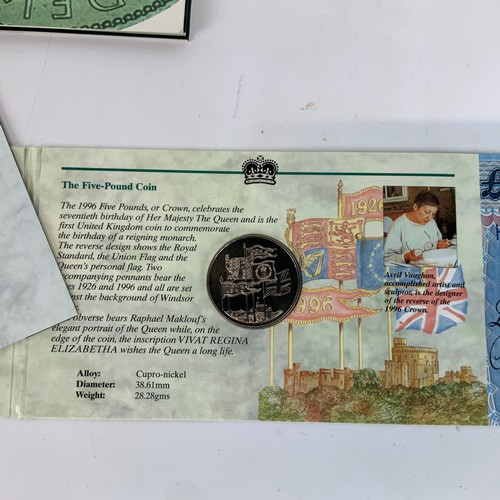 The Five-Pound Coin
The 1996 Five Pounds, or Crown, celebrates the
seventieth birthday of Her Majesty The Queen and is the
first United Kingdom coin to commemorate
the birthday of a reigning monarch.
The reverse design shows the Royal
Standard, the Union Flag and the
Queen's personal flag. Two
accompanying pennants bear the
1926 and 1996 and all are set
against the background of Windsor
obverse bears Raphael Maklouf's
elegant portrait of the Queen while, on the
edge of the coin, the inscription VIVAT REGINA
ELIZABETHA wishes the Queen a long life.
Alloy: Cupro-nickel
Diameter: 38.61mm
Weight: 28.28gms
1926
1996
Avril Vaughan,
accomplished artist and
sculptor, is the designer
of the reverse of the
1996 Crown.